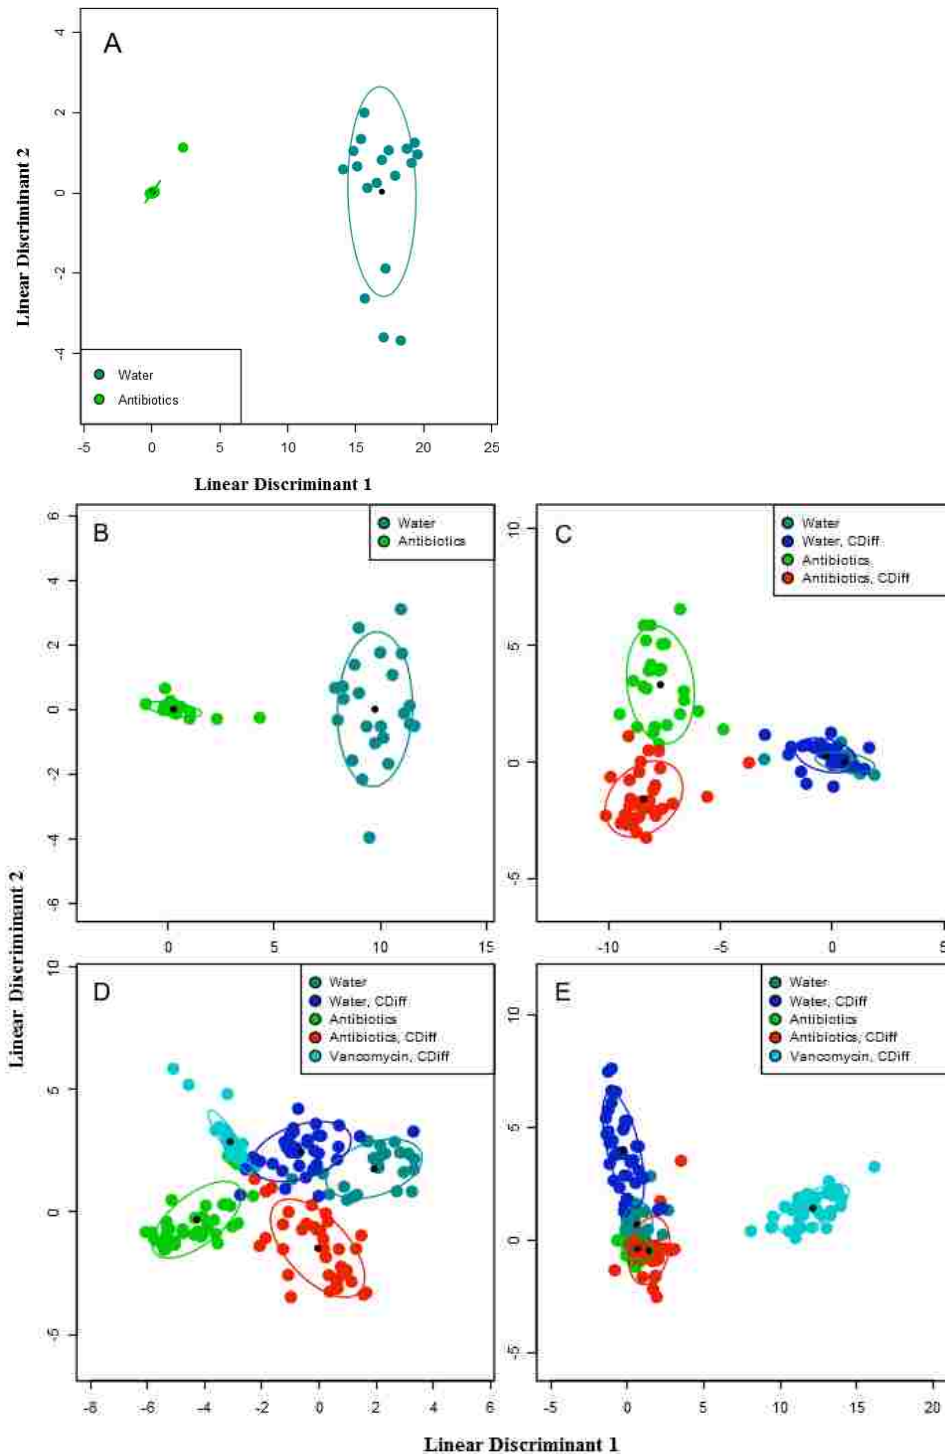 A
4
2
0
-2
-4
Linear Discriminant 2
Water
Antibiotics
-5 0 5 10 15 20 25
Linear Discriminant 1
B
Water
Antibiotics
6
4
2
0
-2
-4
-6
0 5 10 15
C
Water
Water, CDiff
Antibiotics
Antibiotics, CDiff
10
5
0
-5
-10 -5 0 5
Linear Discriminant 2
D
Water
Water, CDiff
Antibiotics
Antibiotics, CDiff
Vancomycin, CDiff
10
5
0
-5
-8 -6 -4 -2 0 2 4 6
E
Water
Water, CDiff
Antibiotics
Antibiotics, CDiff
Vancomycin, CDiff
10
5
0
-5
-5 0 5 10 15 20
Linear Discriminant 1